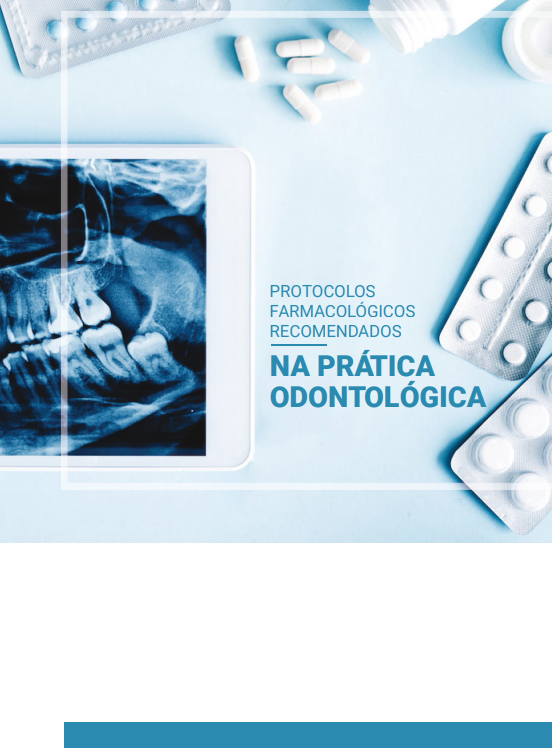 PROTOCOLOS
FARMACOLÓGICOS
RECOMENDADOS
NA PRÁTICA
ODONTOLÓGICA